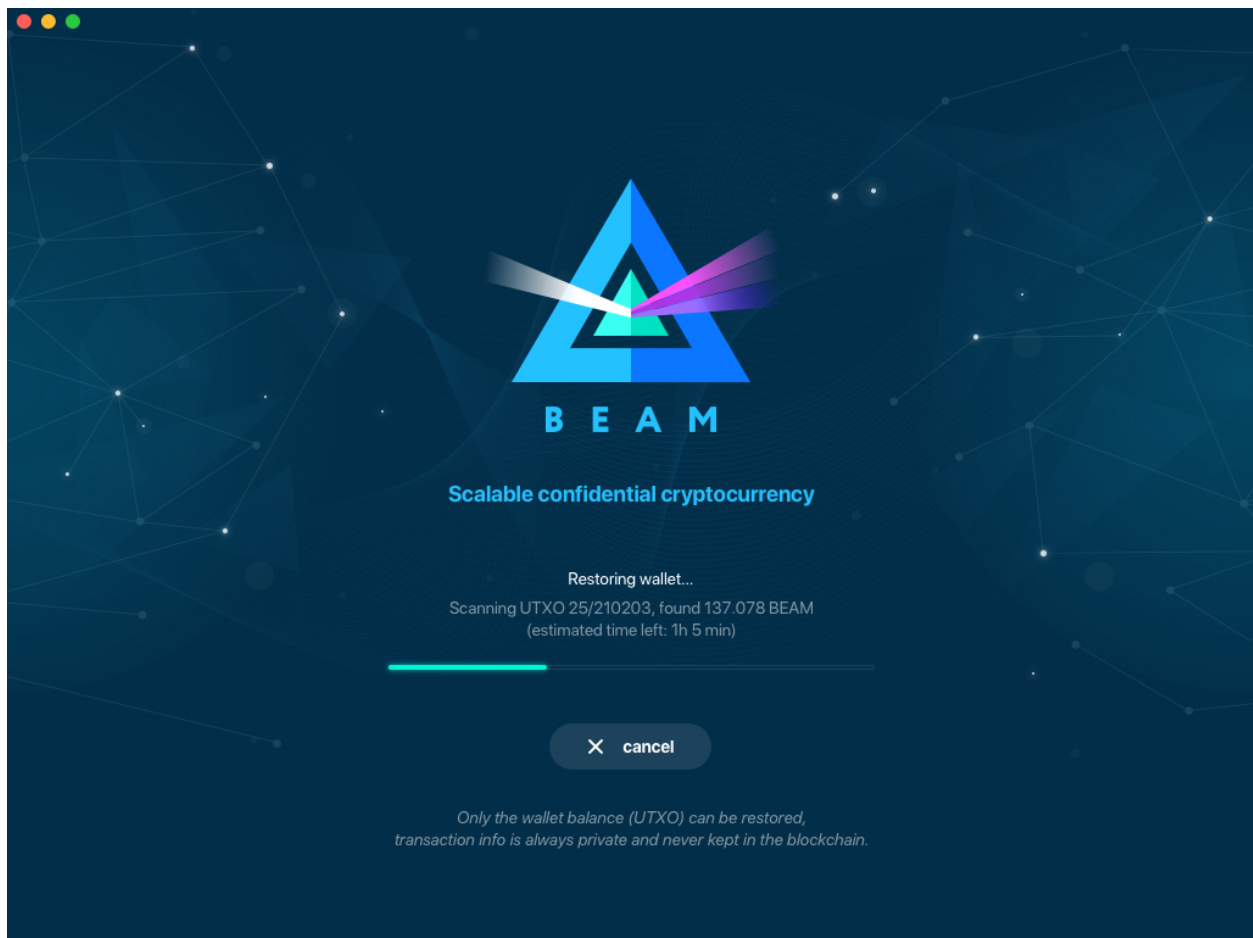 BEAM
Scalable confidential cryptocurrency
Restoring wallet...
Scanning UTXO 25/210203, found 137.078 BEAM
(estimated time left: 1h 5 min)
cancel
Only the wallet balance (UTXO) can be restored,
transaction info is always private and never kept in the blockchain.